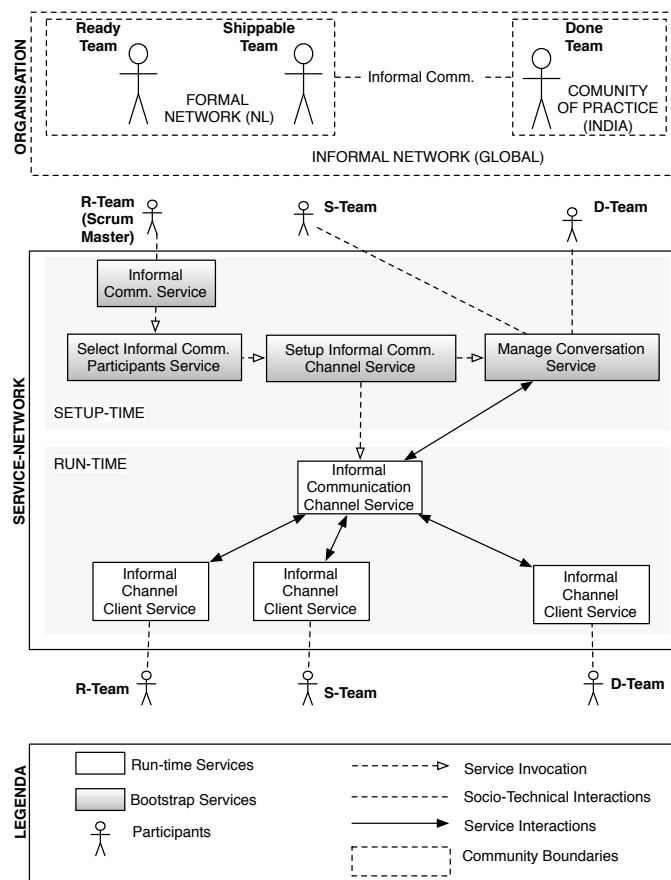 ORGANISATION
Ready
Team
Shippable
Team
Done
Team
Informal Comm.
FORMAL
NETWORK (NL)
COMUNITY
OF PRACTICE
(INDIA)
INFORMAL NETWORK (GLOBAL)
R-Team
(Scrum
Master)
S-Team
D-Team
SERVICE-NETWORK
Informal
Comm. Service
Select Informal Comm.
Participants Service
Setup Informal Comm.
Channel Service
Manage Conversation
Service
SETUP-TIME
RUN-TIME
Informal
Communication
Channel Service
Informal
Channel
Client Service
Informal
Channel
Client Service
Informal
Channel
Client Service
R-Team
S-Team
D-Team
LEGENDA
Run-time Services
Bootstrap Services
Participants
Service Invocation
Socio-Technical Interactions
Service Interactions
Community Boundaries